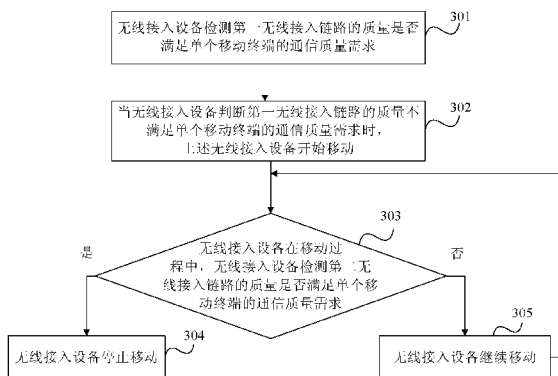 无线接入设备检测第一无线接入链路的质量是否
满足单个移动终端的通信质量需求
301
当无线接入设备判断第一无线接入链路的质量不
满足单个移动终端的通信质量需求时，
上述无线接入设备开始移动
302
303
是
无线接入设备在移动过
程中，无线接入设备检测第二无
线接入链路的质量是否满足单个移
动终端的通信质量需求
否
304
无线接入设备停止移动
305
无线接入设备继续移动